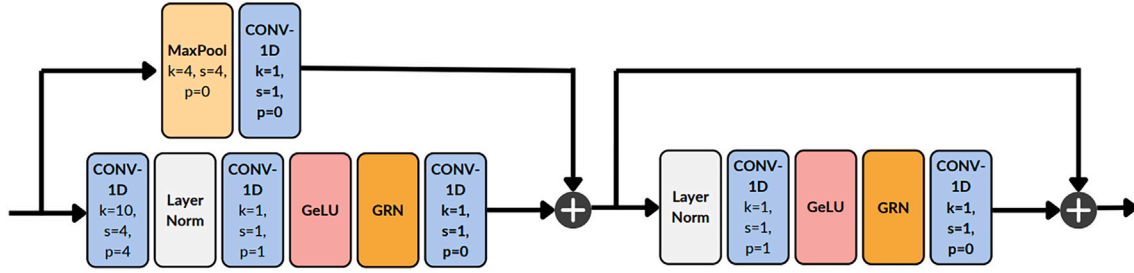 MaxPool
k=4, s=4,
p=0
CONV-
1D
k=1,
s=1,
p=0
CONV-
1D
k=10,
s=4,
p=4
Layer
Norm
CONV-
1D
k=1,
s=1,
p=1
GeLU
GRN
CONV-
1D
k=1,
s=1,
p=0
Layer
Norm
CONV-
1D
k=1,
s=1,
p=1
GeLU
GRN
CONV-
1D
k=1,
s=1,
p=0